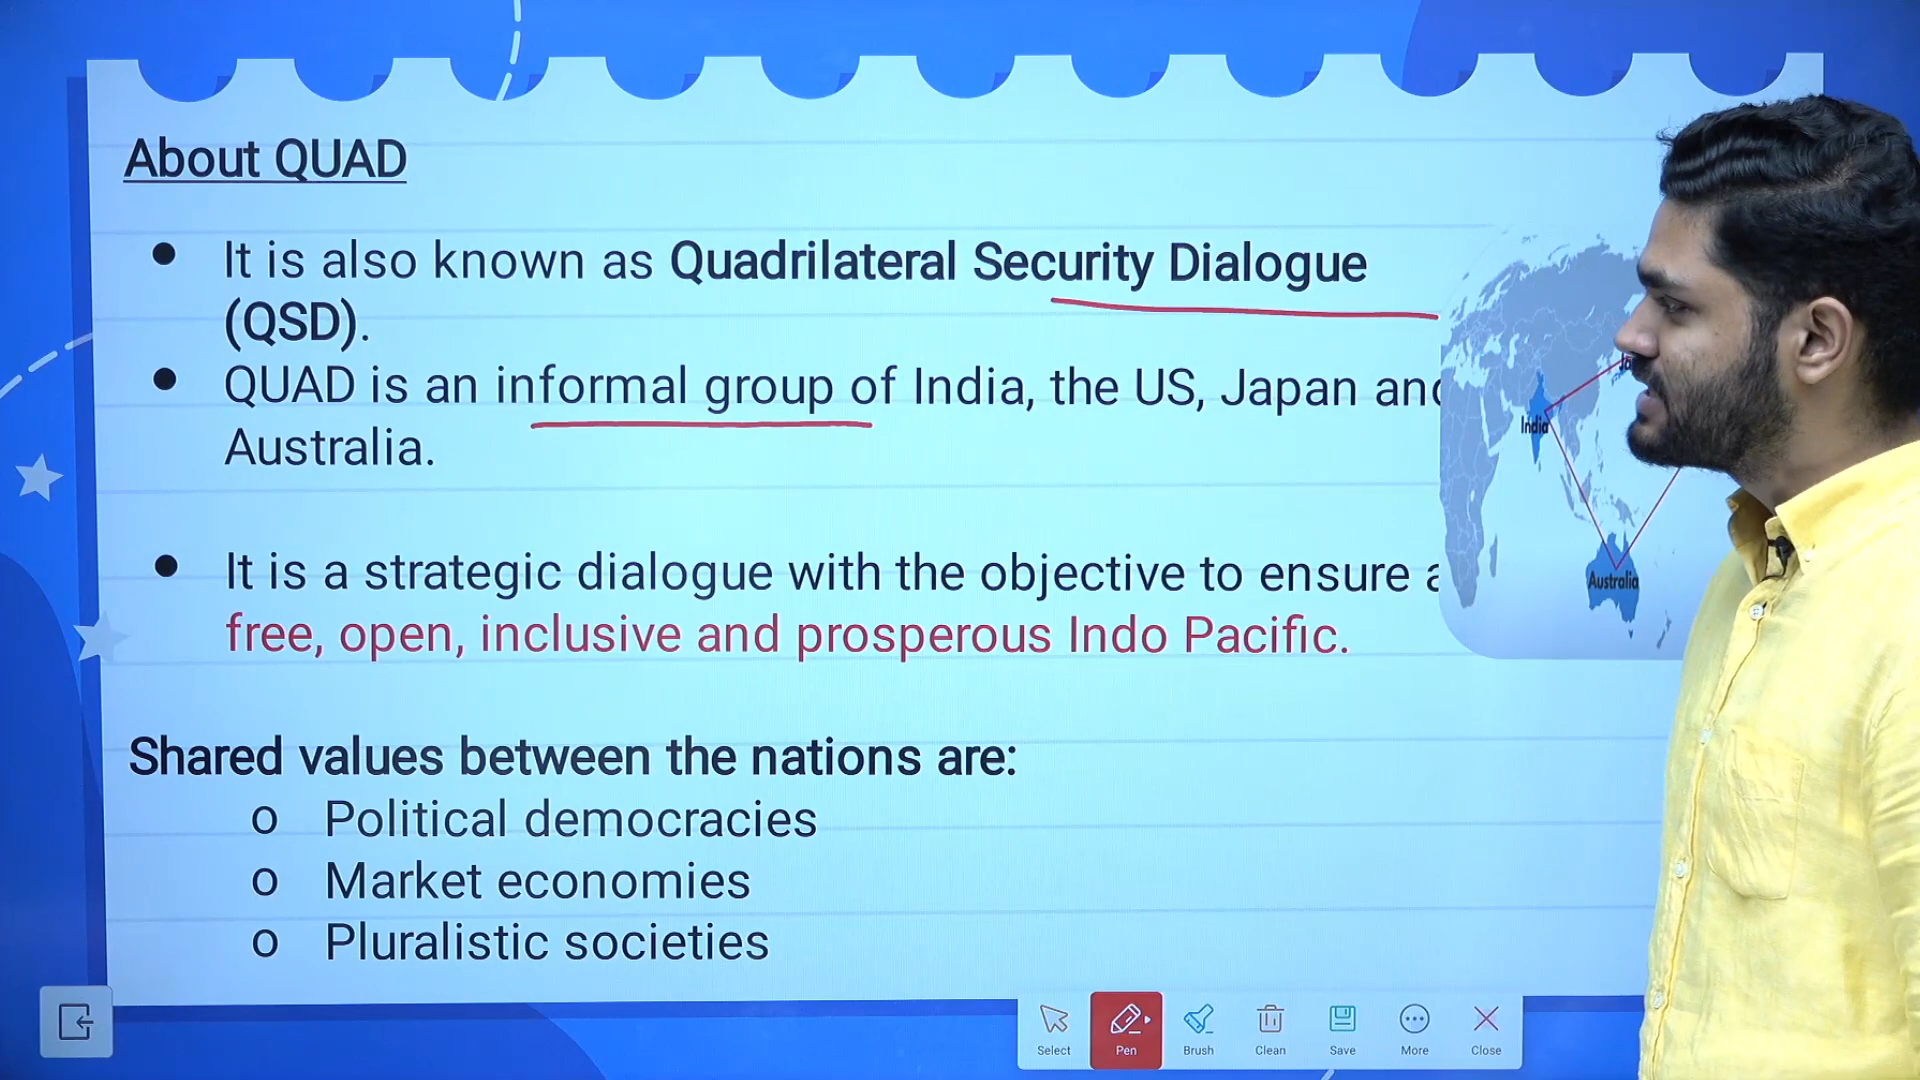 About QUAD
● It is also known as Quadrilateral Security Dialogue
(QSD).
● QUAD is an informal group of India, the US, Japan and
Australia.
● It is a strategic dialogue with the objective to ensure a
free, open, inclusive and prosperous Indo Pacific.
Shared values between the nations are:
o Political democracies
o Market economies
o Pluralistic societies
India
Australia
Select Pen Brush Clean Save More Close